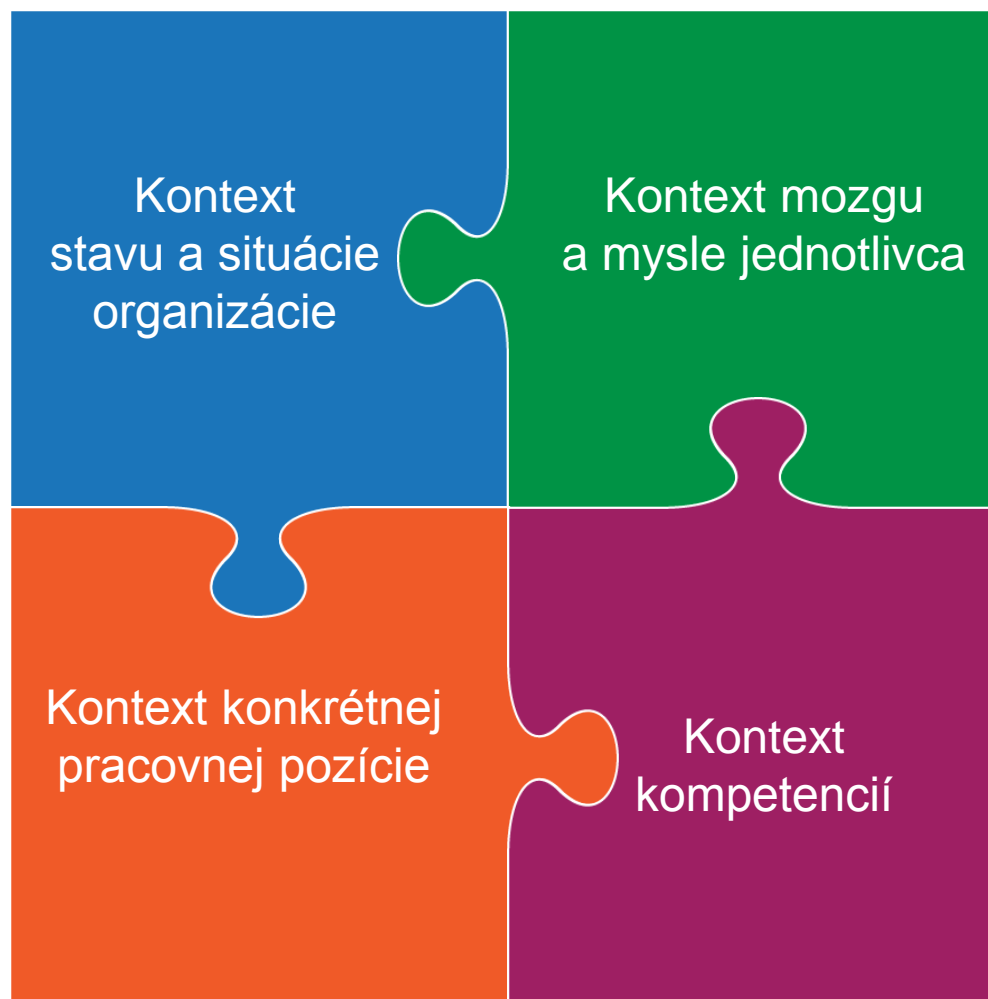 Kontext
stavu a situácie
organizácie
Kontext mozgu
a mysle jednotlivca
Kontext konkrétnej
pracovnej pozície
Kontext
kompetencií